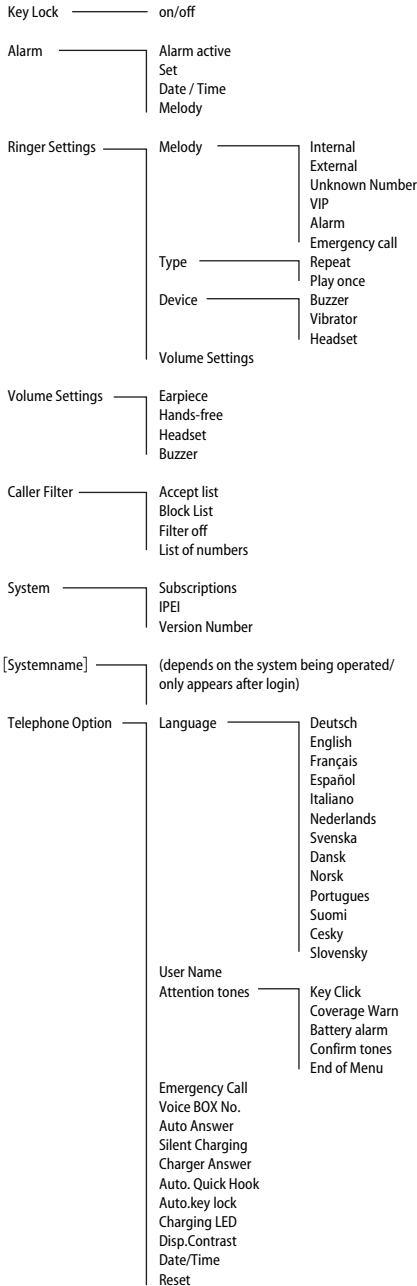 Key Lock on/off
Alarm Alarm active
Set
Date / Time
Melody
Ringer Settings Melody Internal
External
Unknown Number
VIP
Alarm
Emergency call
Type Repeat
Play once
Device Buzzer
Vibrator
Headset
Volume Settings
Volume Settings Earpiece
Hands-free
Headset
Buzzer
Caller Filter Accept list
Block List
Filter off
List of numbers
System Subscriptions
IPEI
Version Number
[Systemname] (depends on the system being operated/
only appears after login)
Telephone Option Language Deutsch
English
Français
Español
Italiano
Nederlands
Svenska
Dansk
Norsk
Portugues
Suomi
Cesky
Slovensky
User Name
Attention tones Key Click
Coverage Warn
Battery alarm
Confirm tones
End of Menu
Emergency Call
Voice BOX No.
Auto Answer
Silent Charging
Charger Answer
Auto. Quick Hook
Auto.key lock
Charging LED
Disp.Contrast
Date/Time
Reset